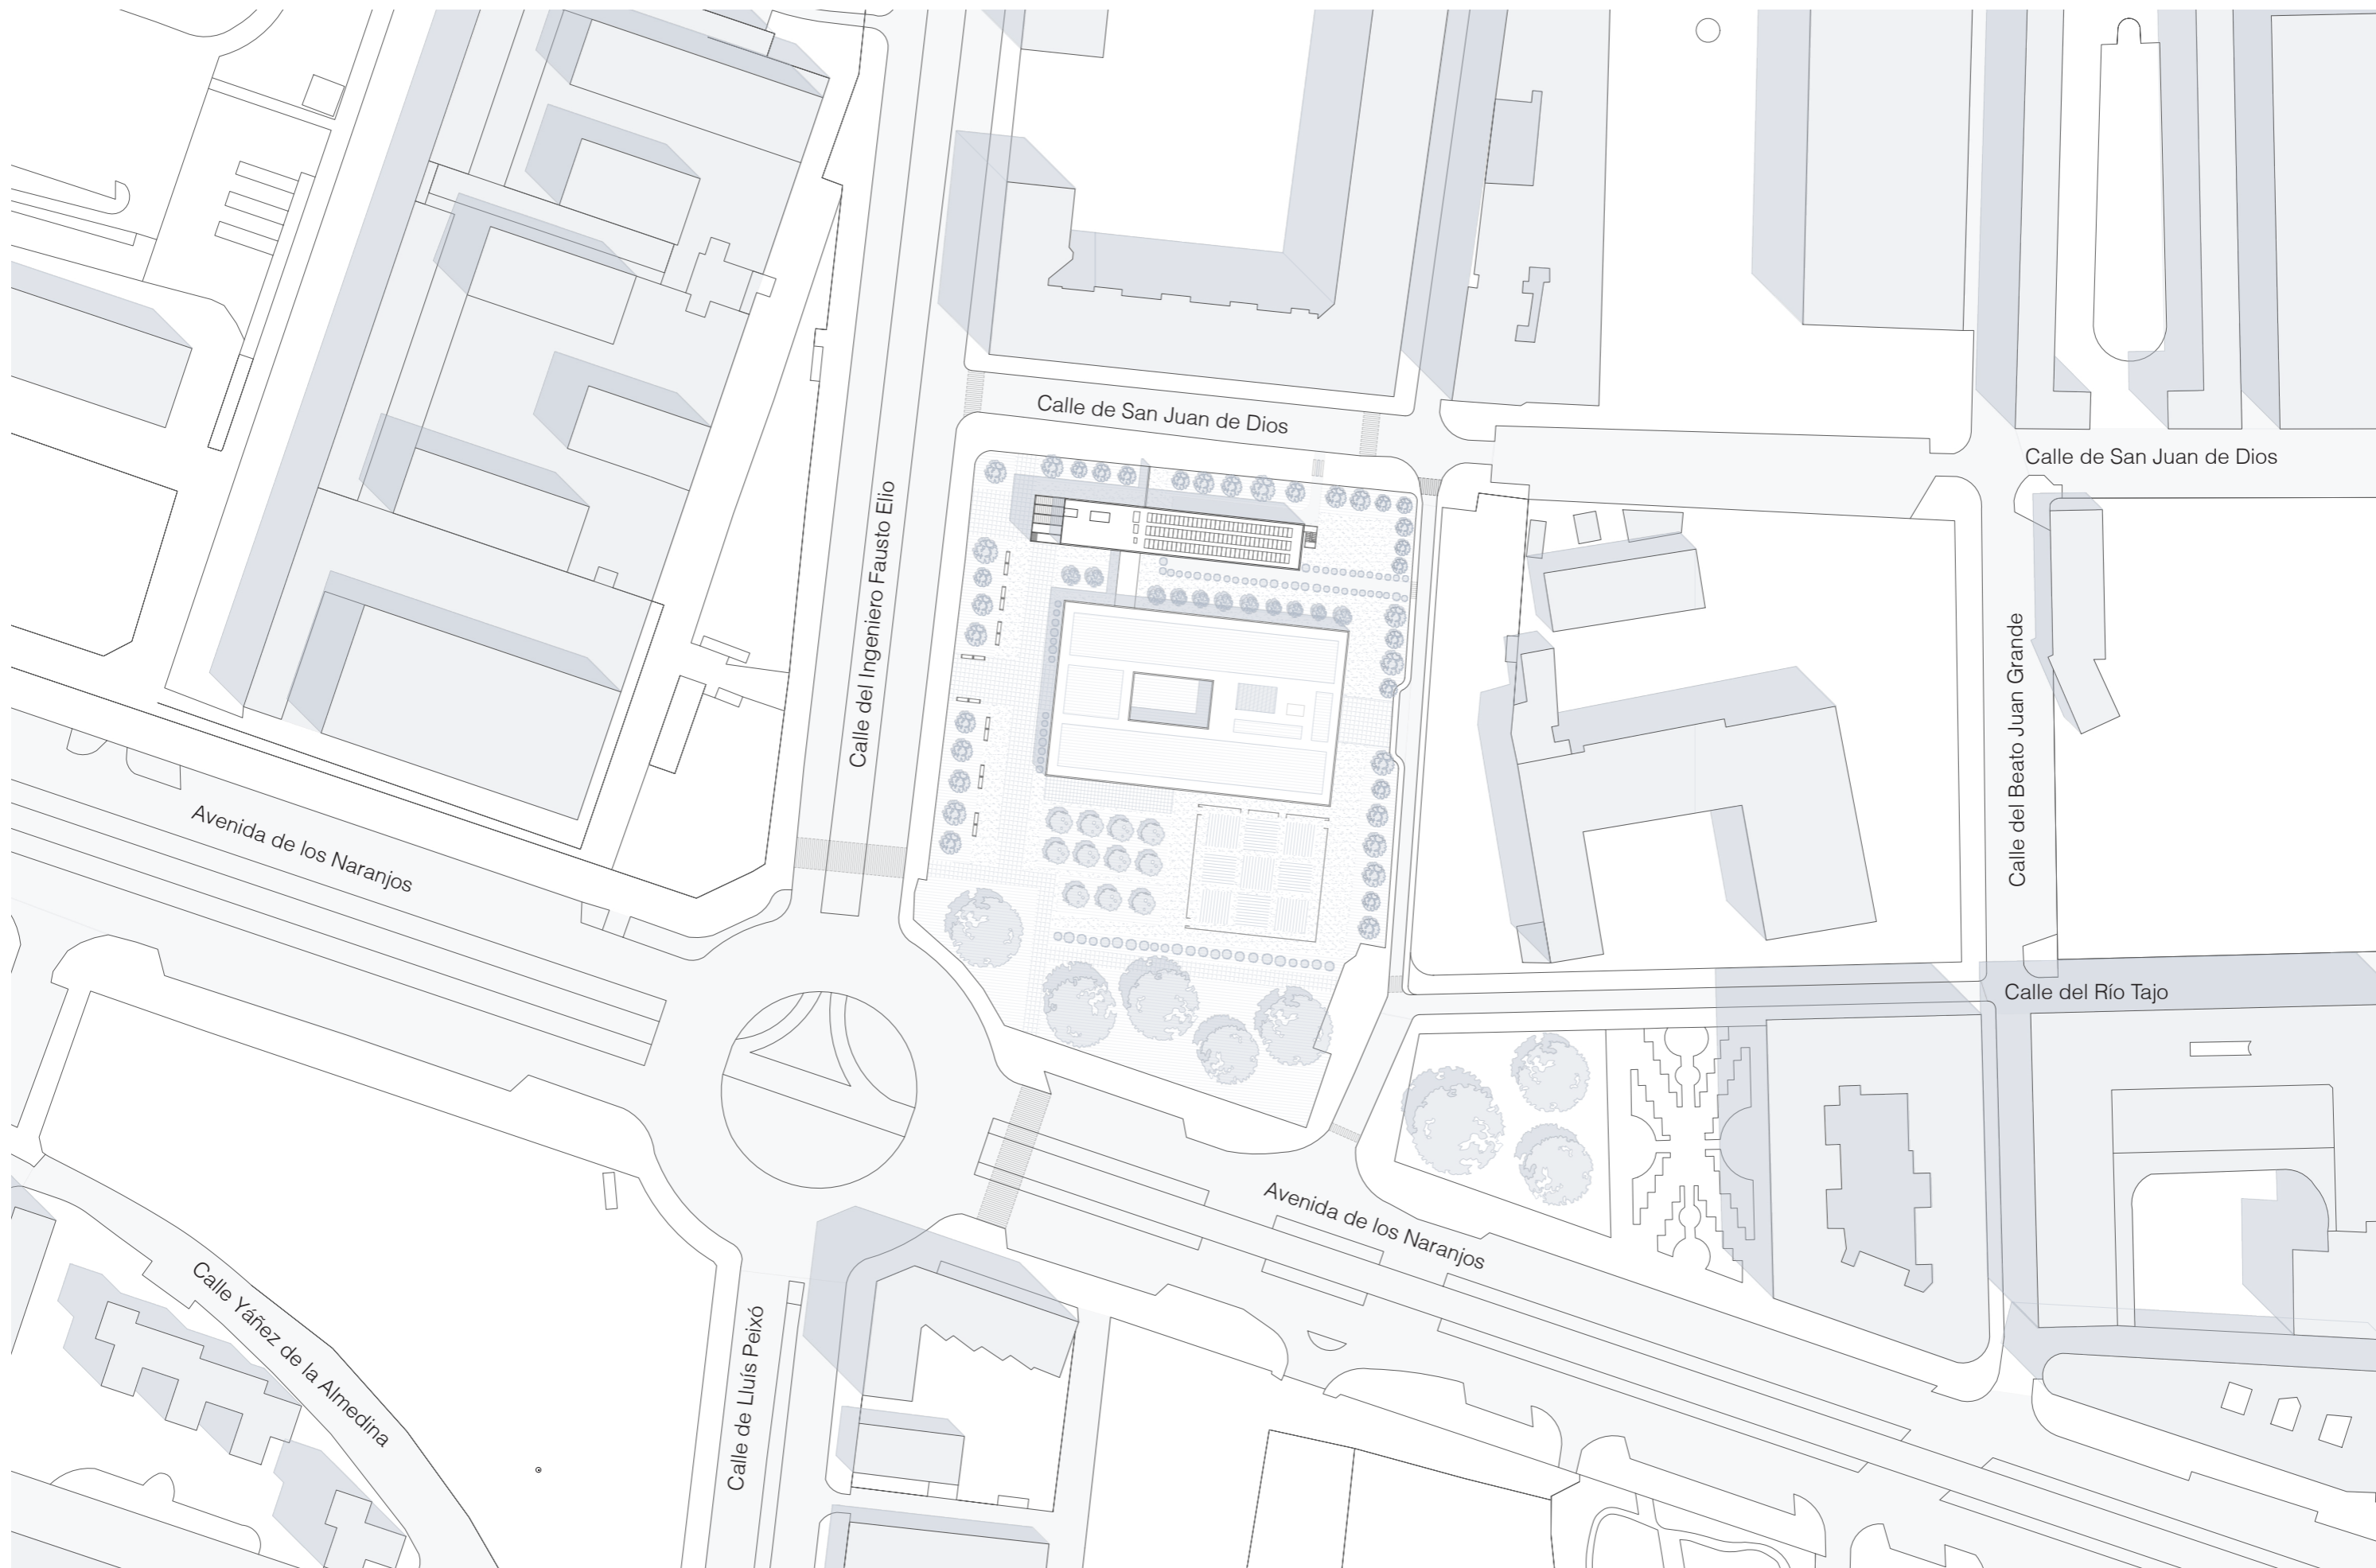 Calle de San Juan de Dios
Calle de San Juan de Dios
Calle del Ingeniero Fausto Elio
Calle del Beato Juan Grande
Avenida de los Naranjos
Calle del Río Tajo
Avenida de los Naranjos
Calle Yáñez de la Almedina
Calle de Lluís Peixó